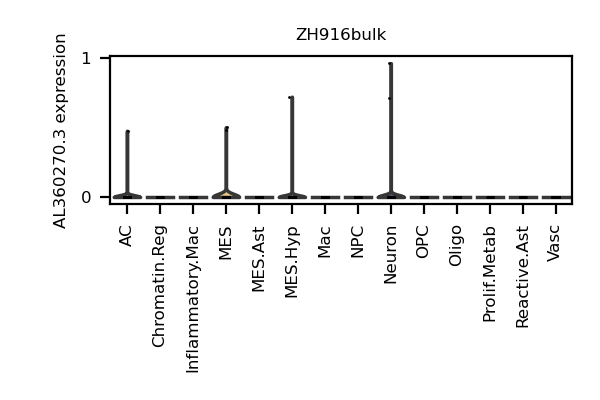 ZH916bulk
AL360270.3 expression
1
0
AC
Chromatin.Reg
Inflammatory.Mac
MES
MES.Ast
MES.Hyp
Mac
NPC
Neuron
OPC
Oligo
Prolif.Metab
Reactive.Ast
Vasc